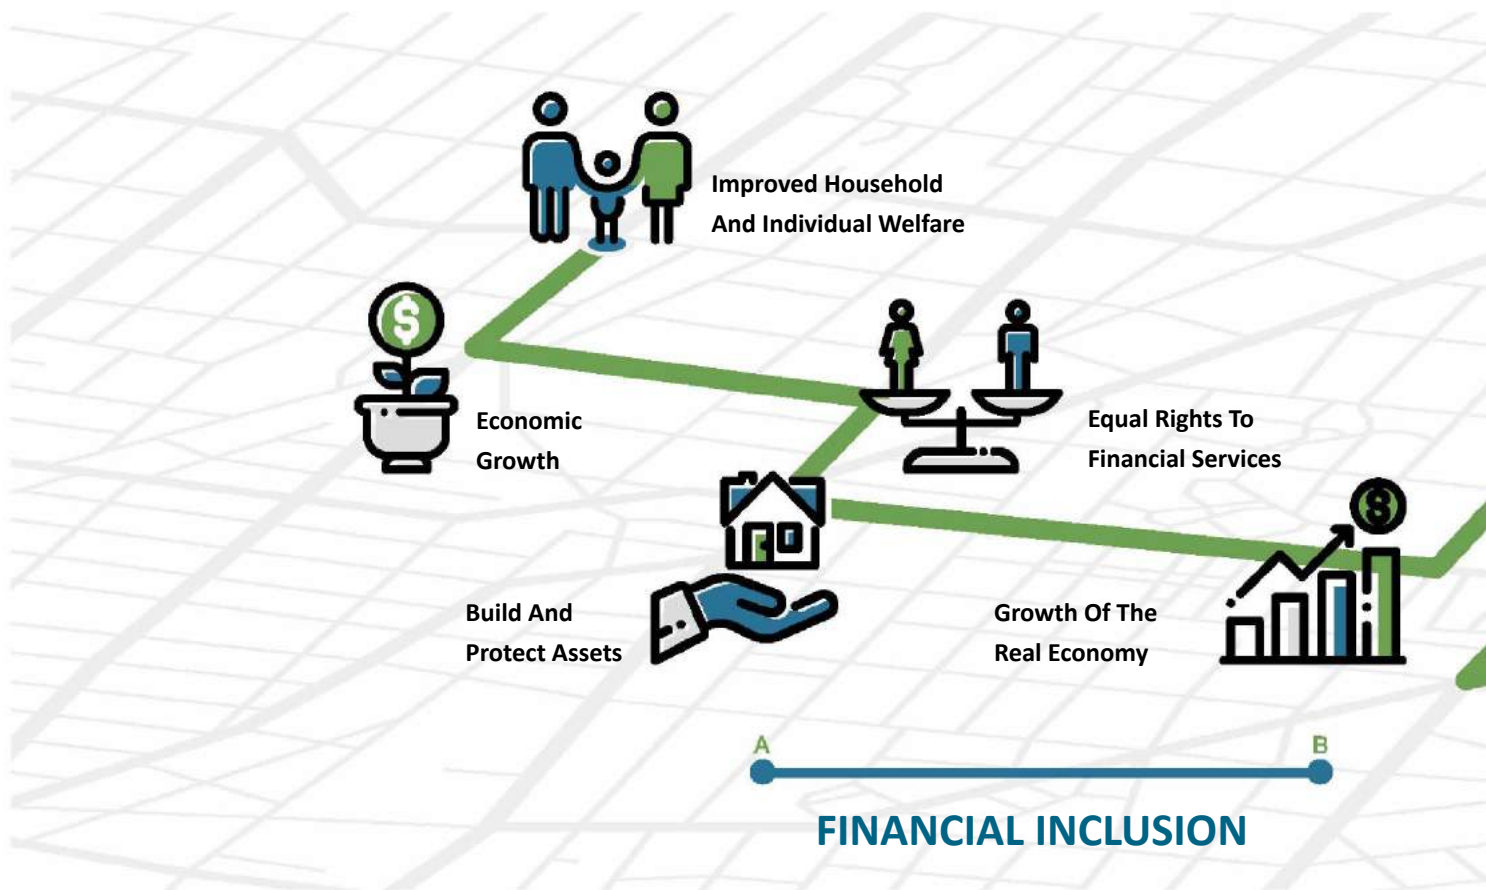 Improved Household
And Individual Welfare
$
Economic
Growth
Equal Rights To
Financial Services
$
Build And
Protect Assets
Growth Of The
Real Economy
A
B
FINANCIAL INCLUSION